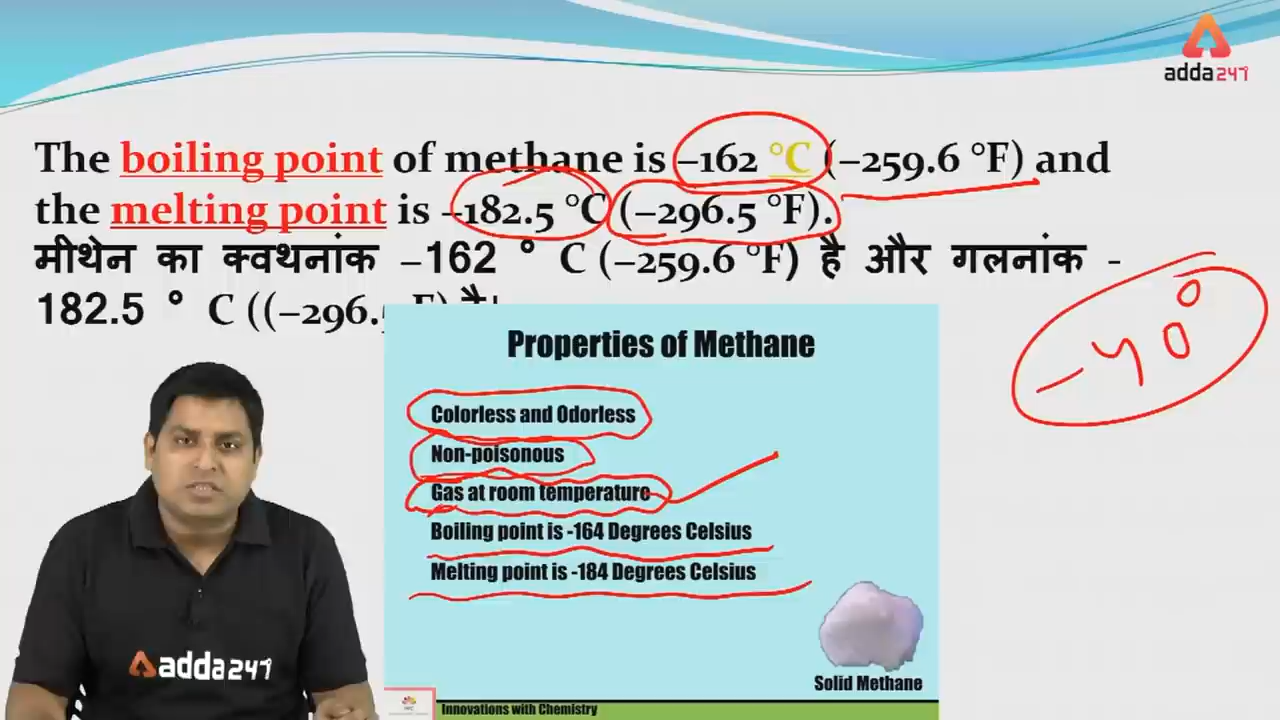 adda247
The boiling point of methane is –162 °C (–259.6 °F) and
the melting point is –182.5 °C (–296.5 °F).
मीथेन का क्वथनांक –162 ° C (–259.6 °F) है और गलनांक -
182.5 ° C ((–296.5 F) है।
–40°
Properties of Methane
Colorless and Odorless
Non-poisonous
Gas at room temperature
Boiling point is -164 Degrees Celsius
Melting point is -184 Degrees Celsius
adda247
Solid Methane
Innovations with Chemistry